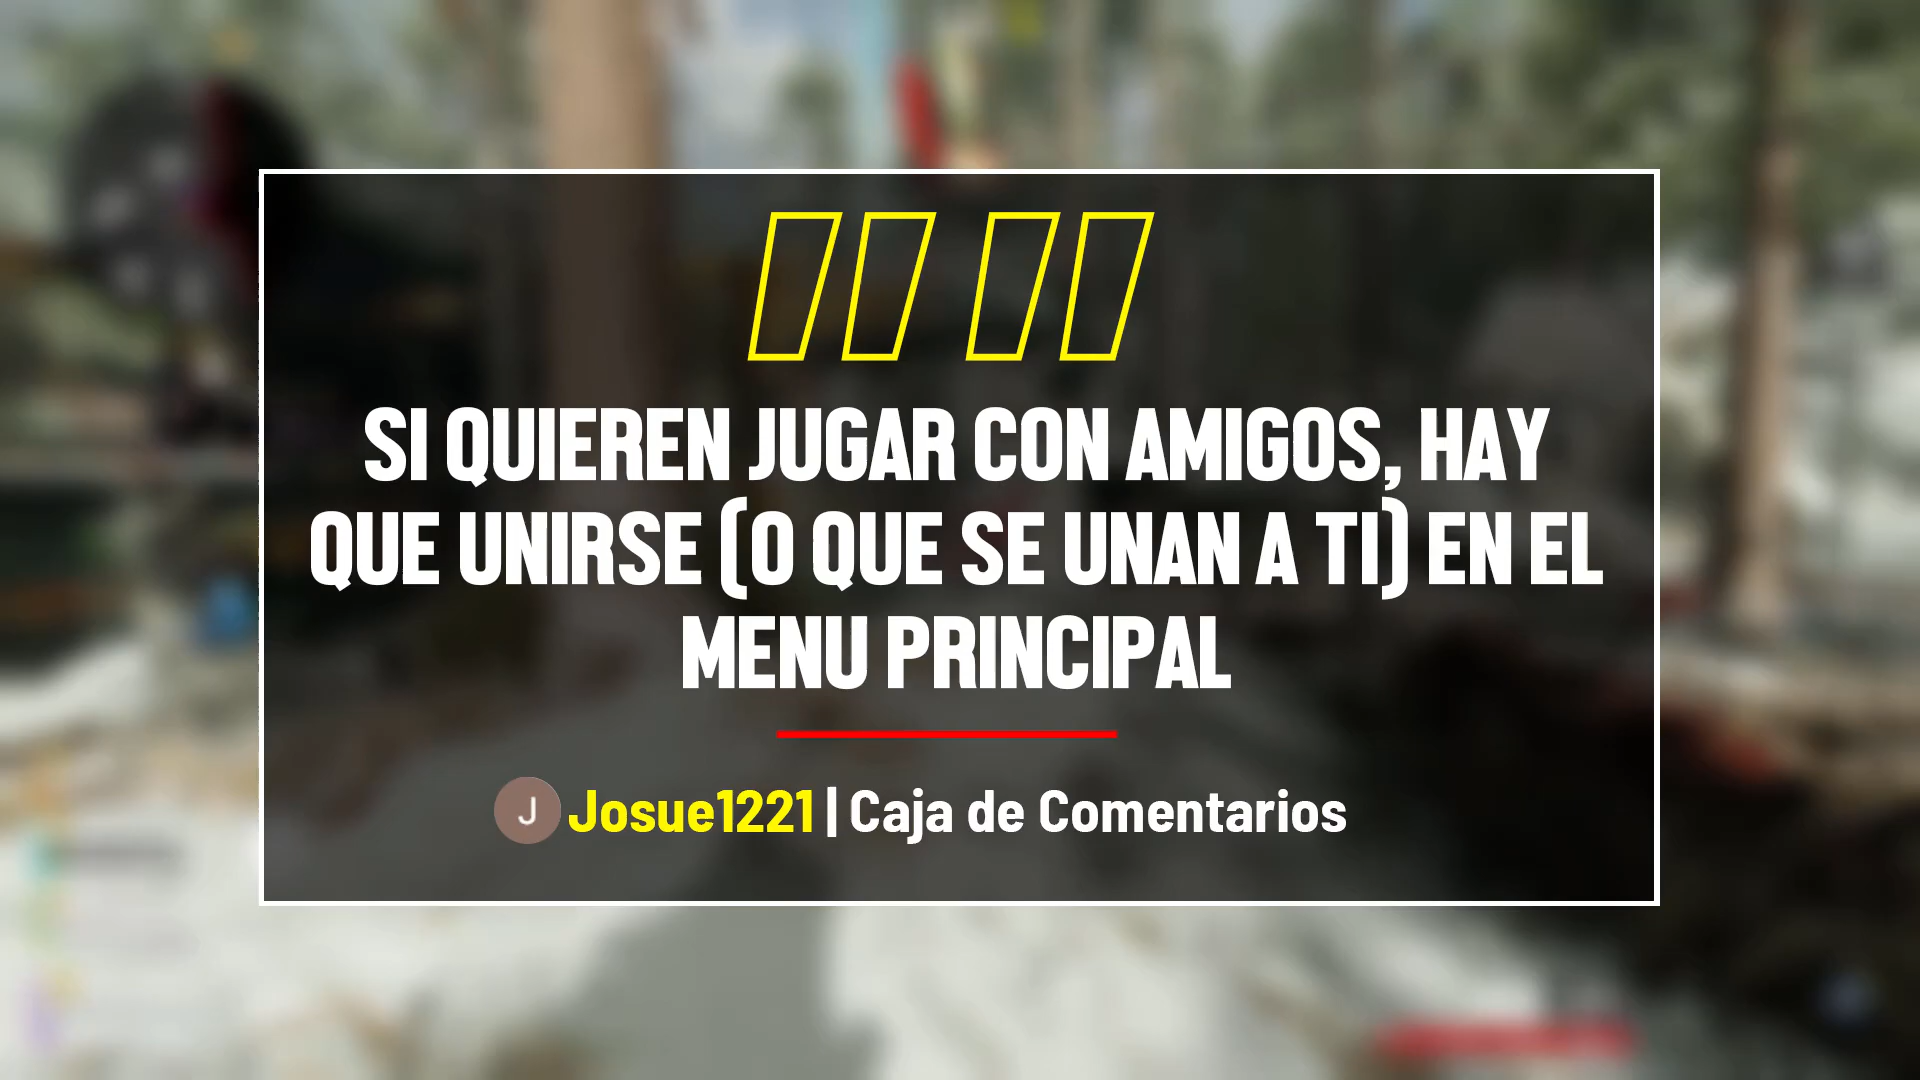 SI QUIEREN JUGAR CON AMIGOS, HAY
QUE UNIRSE (O QUE SE UNAN A TI) EN EL
MENU PRINCIPAL
J Josue1221 | Caja de Comentarios